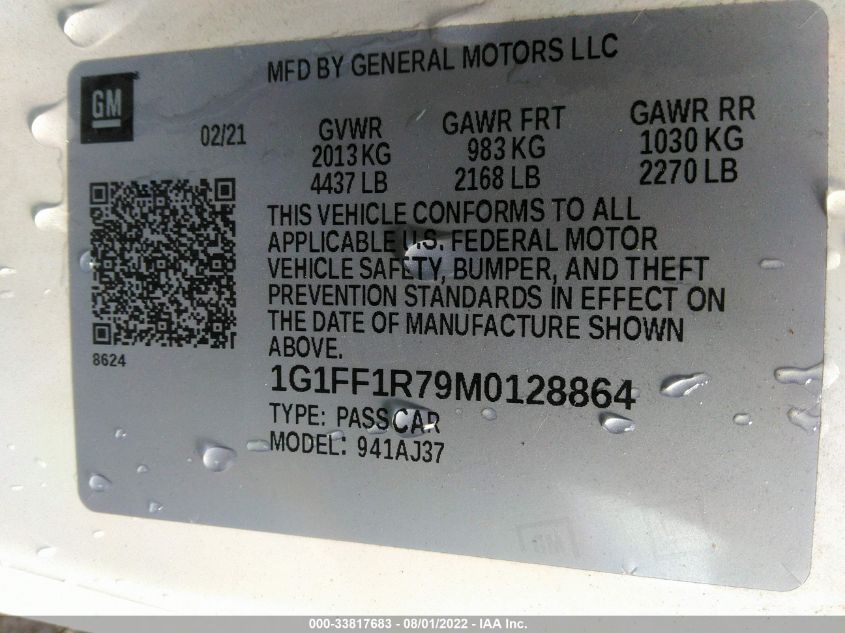 MFD BY GENERAL MOTORS LLC
GM
02/21 GVWR GAWR FRT GAWR RR
2013 KG 983 KG 1030 KG
4437 LB 2168 LB 2270 LB
THIS VEHICLE CONFORMS TO ALL
APPLICABLE U.S. FEDERAL MOTOR
VEHICLE SAFETY, BUMPER, AND THEFT
PREVENTION STANDARDS IN EFFECT ON
THE DATE OF MANUFACTURE SHOWN
ABOVE.
8624
1G1FF1R79M0128864
TYPE: PASS CAR
MODEL: 941AJ37
GM
000-33817683 - 08/01/2022 - IAA Inc.